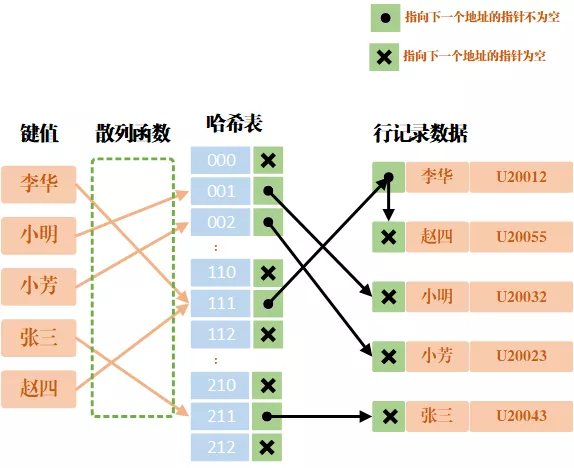 指向下一个地址的指针不为空
指向下一个地址的指针为空
键值
散列函数
哈希表
行记录数据
李华
小明
小芳
张三
赵四
000
001
002
:
110
111
112
:
210
211
212
李华 U20012
赵四 U20055
小明 U20032
小芳 U20023
张三 U20043